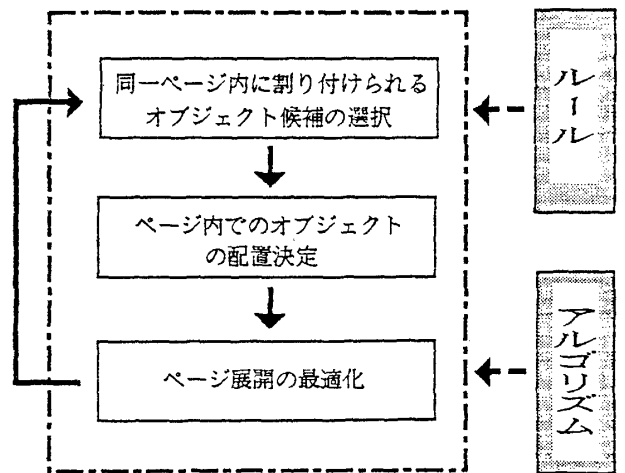 同一ページ内に割り付けられる
オブジェクト候補の選択
ページ内でのオブジェクト
の配置決定
ページ展開の最適化
ルール
アルゴリズム